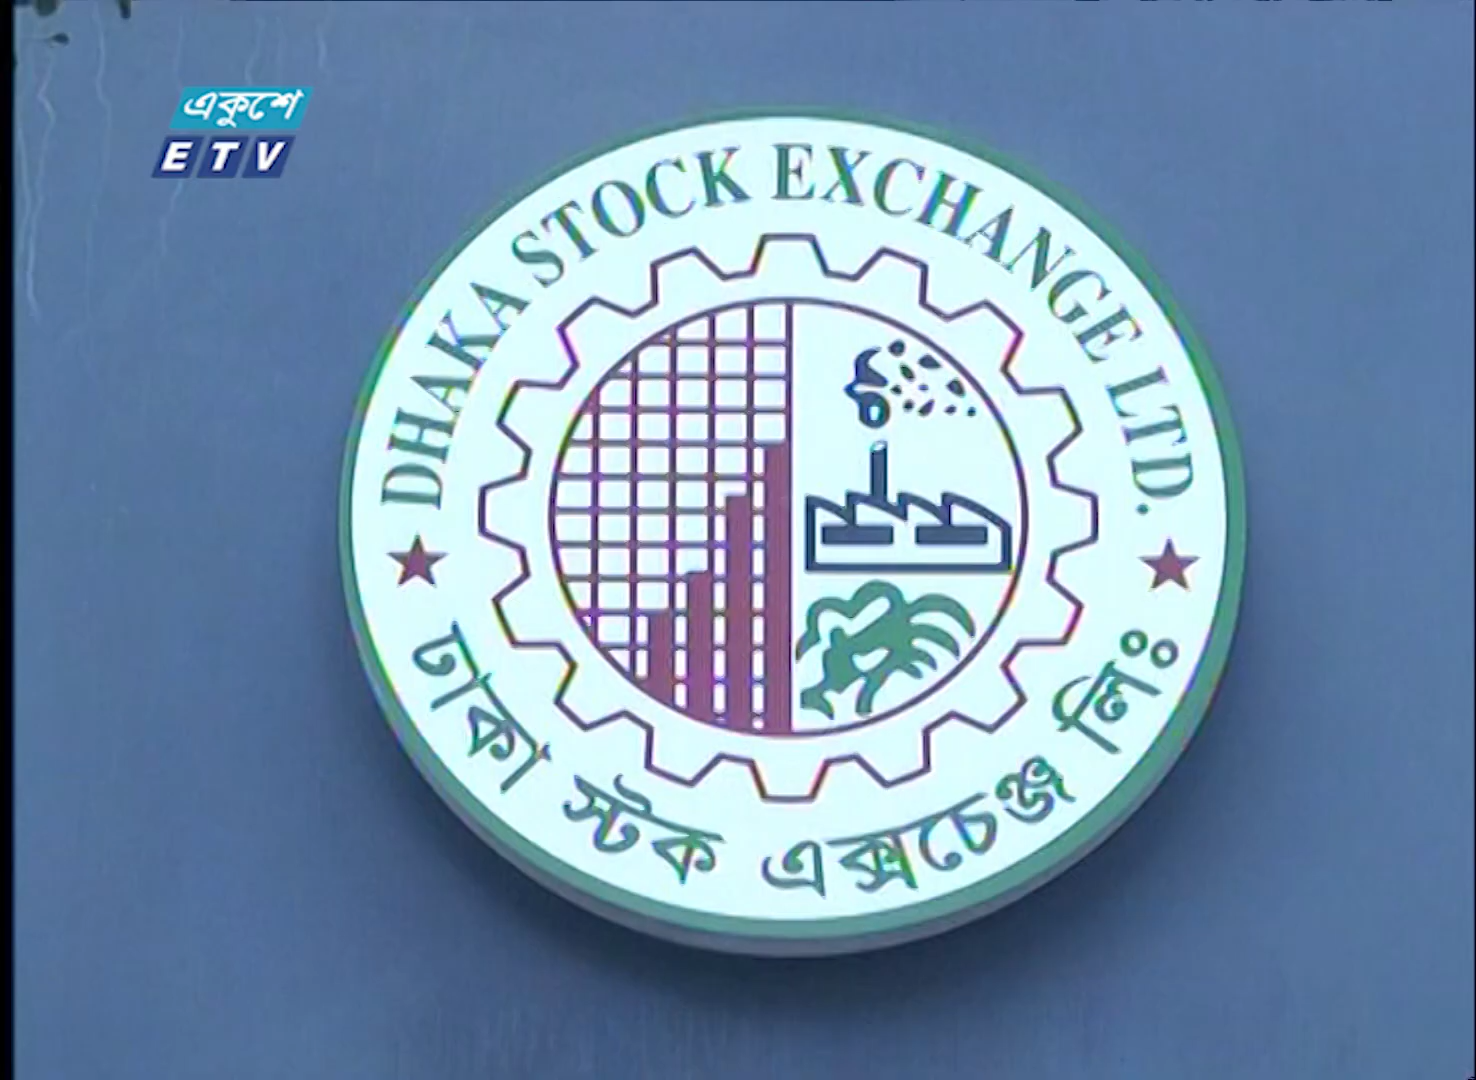 একুশে
ETV
DHAKA STOCK EXCHANGE LTD.
ঢাকা স্টক এক্সচেঞ্জ লিঃ